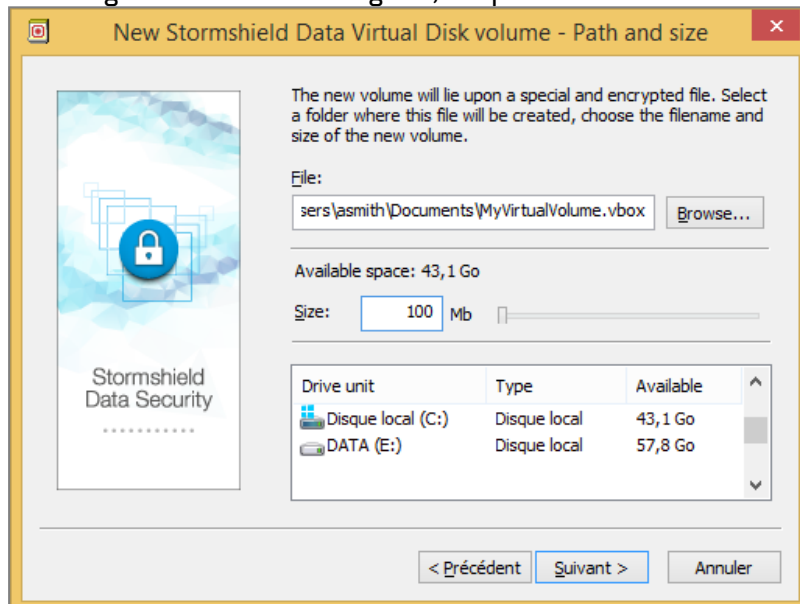 New Stormshield Data Virtual Disk volume - Path and size
The new volume will lie upon a special and encrypted file. Select
a folder where this file will be created, choose the filename and
size of the new volume.
File:
sers\asmith\Documents\MyVirtualVolume.vbox Browse...
Available space: 43,1 Go
Size: 100 Mb
Stormshield
Data Security
Drive unit Type Available
Disque local (C:) Disque local 43,1 Go
DATA (E:) Disque local 57,8 Go
< Précédent Suivant > Annuler